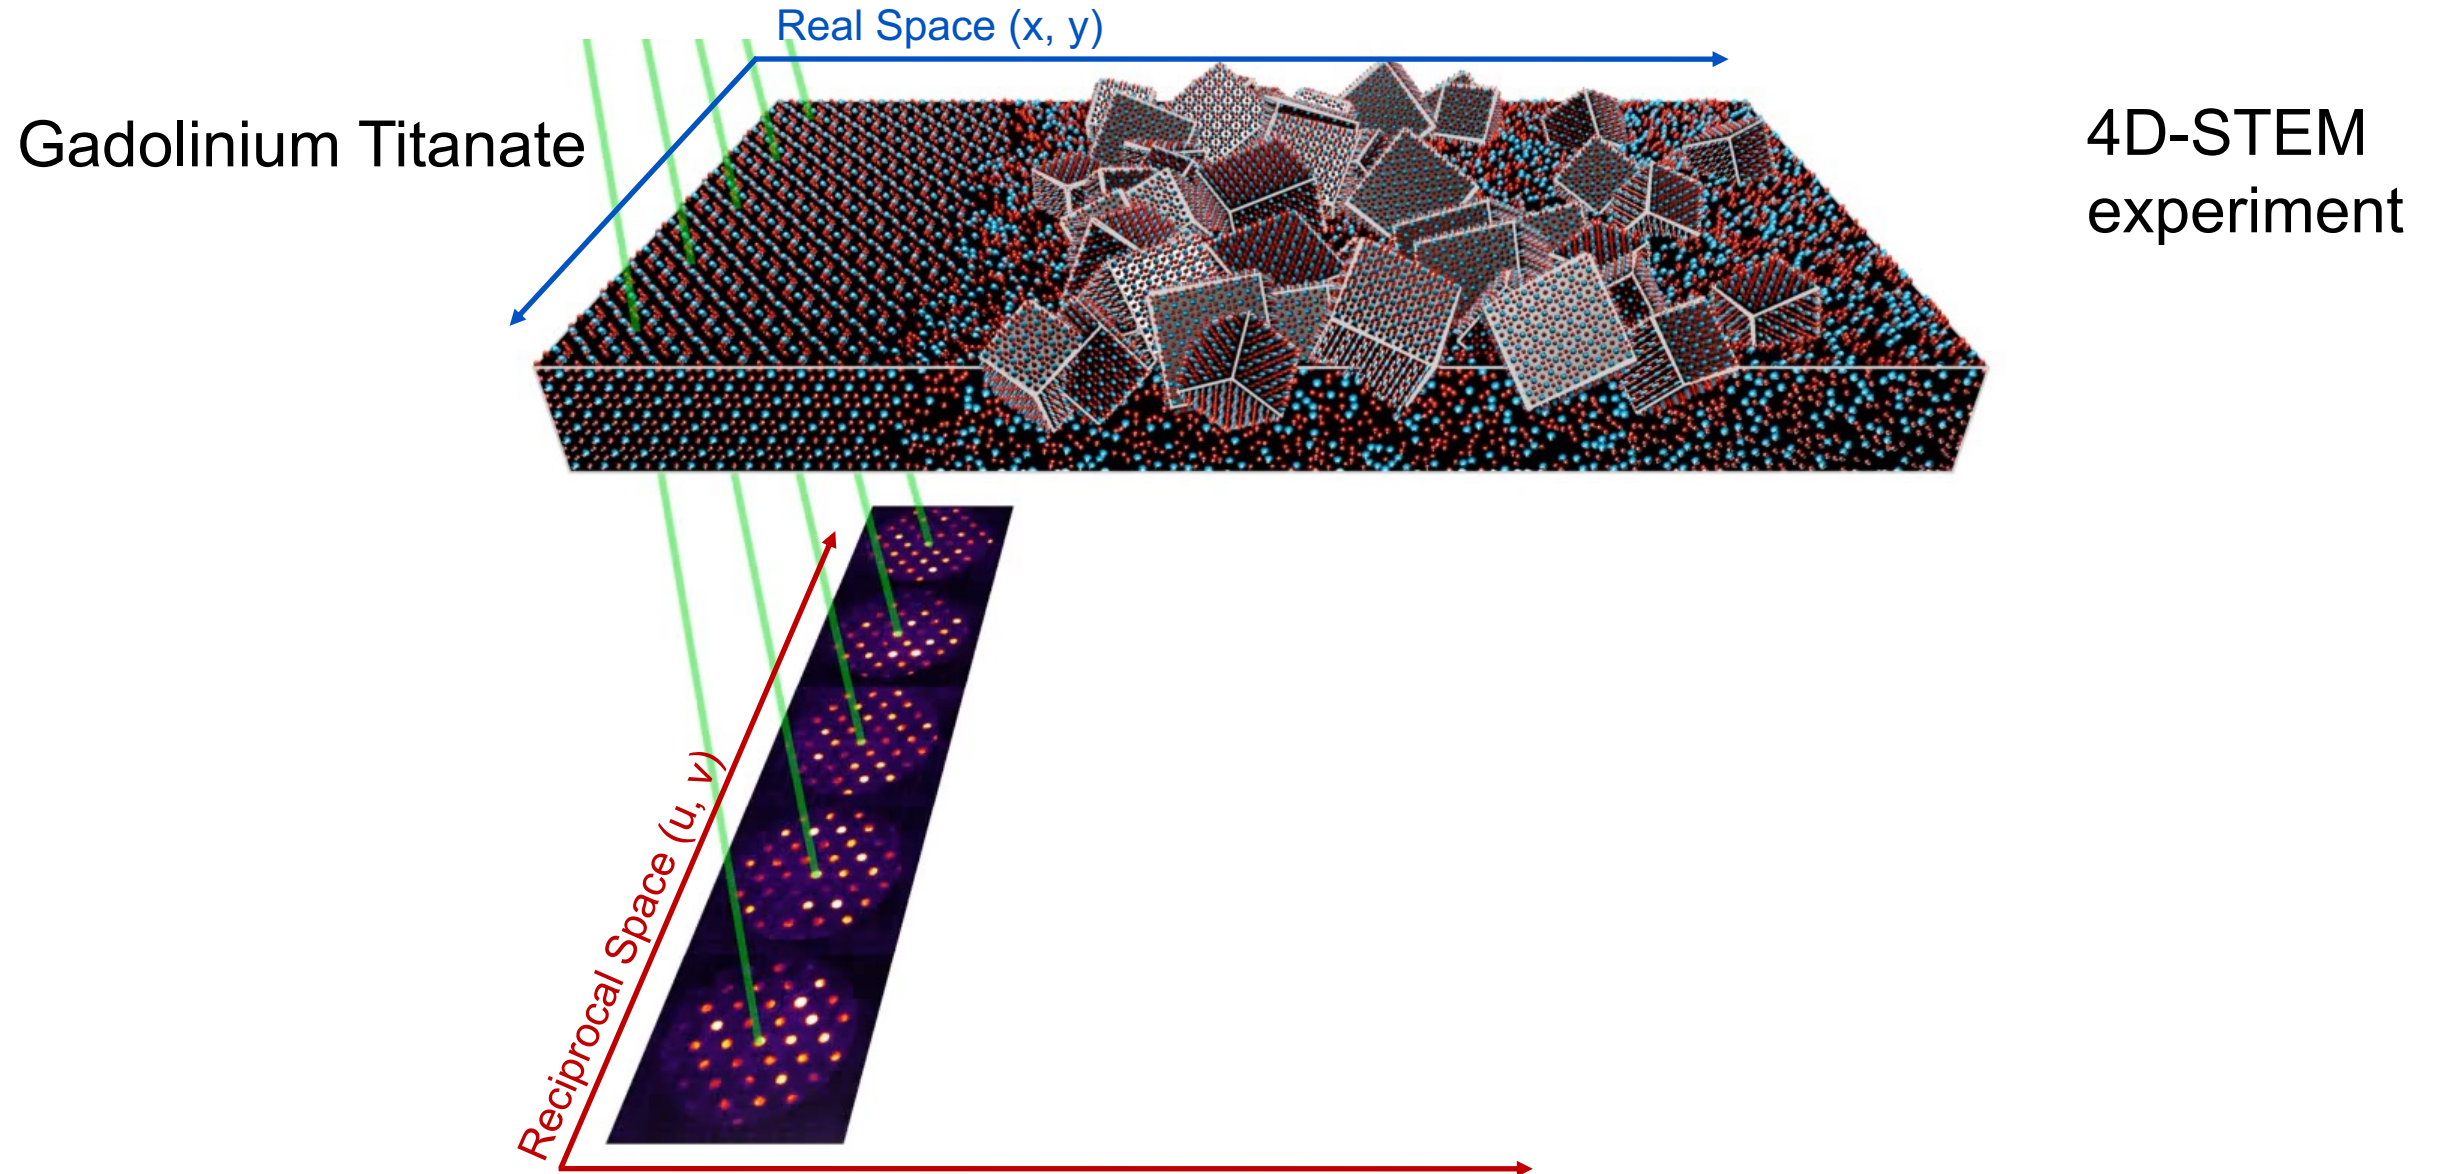 Real Space (x, y)
Gadolinium Titanate
4D-STEM
experiment
Reciprocal Space (u, v)